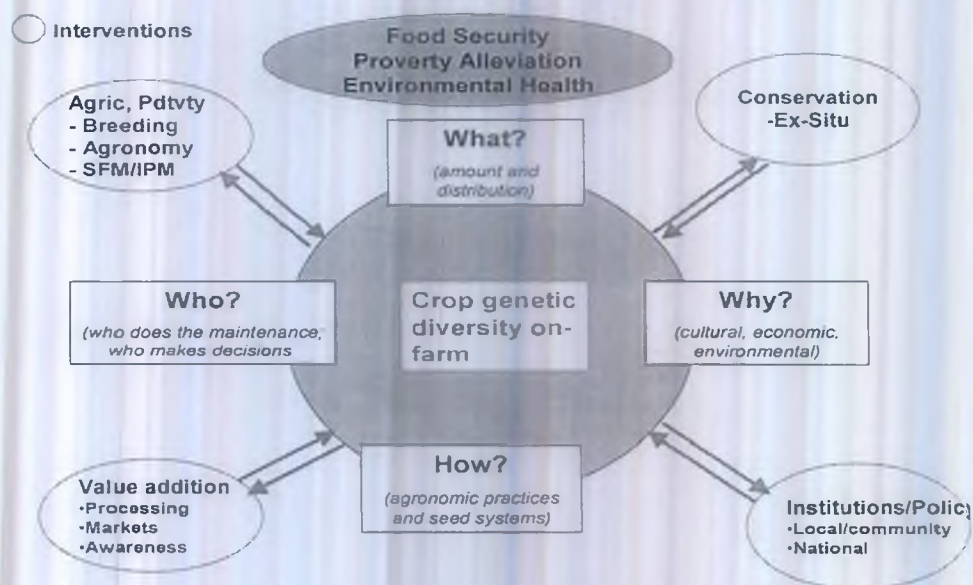 Interventions
Food Security
Proverty Alleviation
Environmental Health
Agric, Pdtvty
- Breeding
- Agronomy
- SFM/IPM
Conservation
-Ex-Situ
What?
(amount and
distribution)
Who?
(who does the maintenance,
who makes decisions
Crop genetic
diversity on-
farm
Why?
(cultural, economic,
environmental)
How?
(agronomic practices
and seed systems)
Value addition
•Processing
•Markets
•Awareness
Institutions/Policy
•Local/community
•National